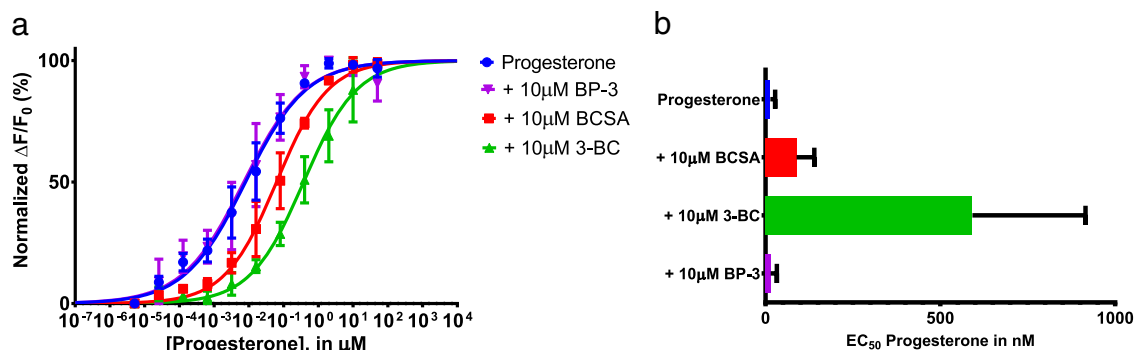 a
Normalized ΔF/F₀ (%)
100
50
0
10⁻⁷ 10⁻⁶ 10⁻⁵ 10⁻⁴ 10⁻³ 10⁻² 10⁻¹ 10⁰ 10¹ 10² 10³ 10⁴
[Progesterone], in µM
Progesterone
+ 10µM BP-3
+ 10µM BCSA
+ 10µM 3-BC
b
Progesterone
+ 10µM BCSA
+ 10µM 3-BC
+ 10µM BP-3
0 500 1000
EC₅₀ Progesterone in nM